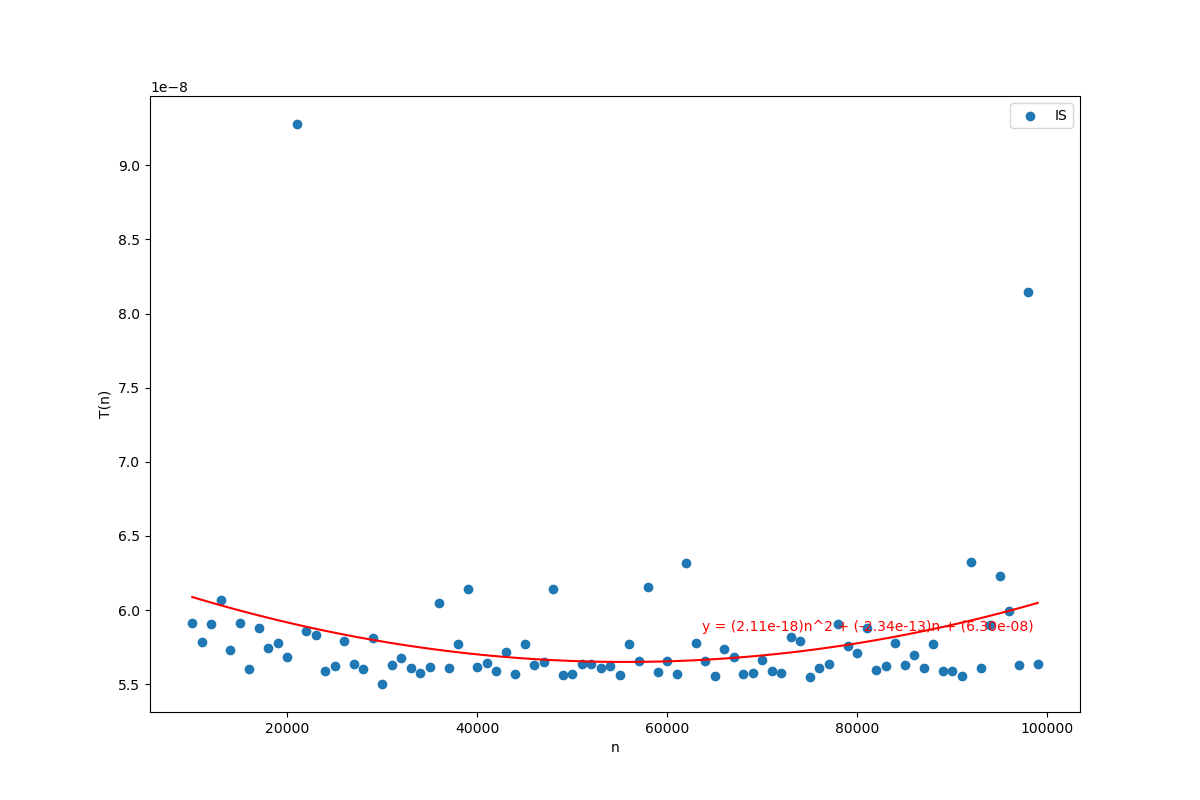 1e−8
IS
9.0
8.5
8.0
7.5
T(n)
7.0
6.5
6.0
y = (2.11e-18)n^2 + (-2.34e-13)n + (6.30e-08)
5.5
20000 40000 60000 80000 100000
n